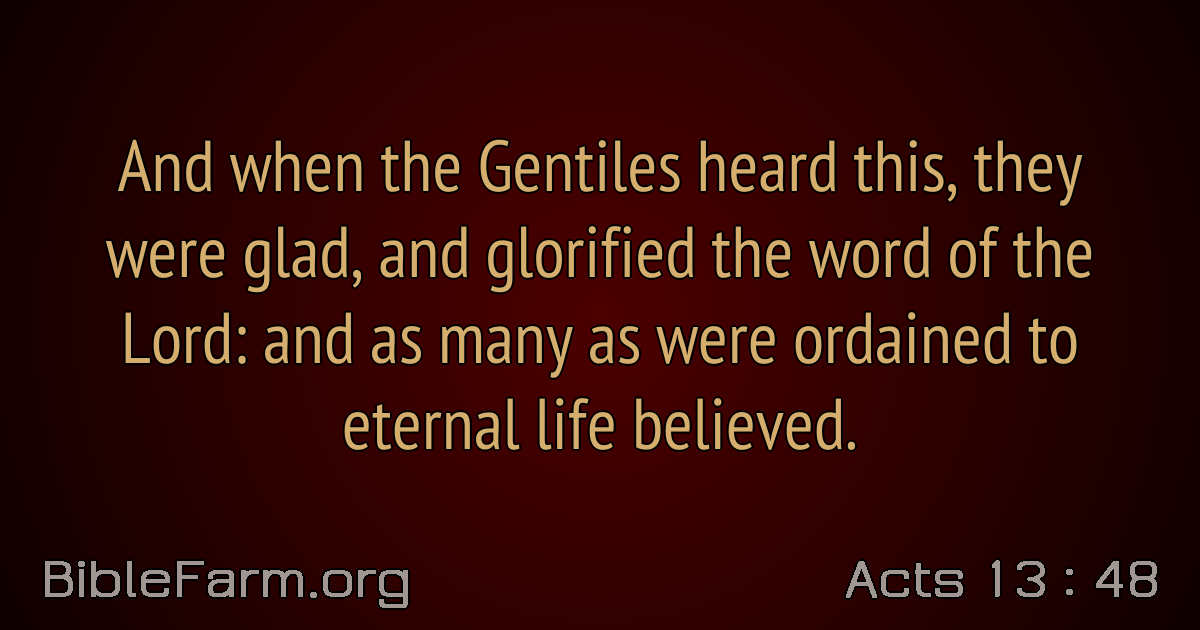 And when the Gentiles heard this, they
were glad, and glorified the word of the
Lord: and as many as were ordained to
eternal life believed.
BibleFarm.org
Acts 13 : 48